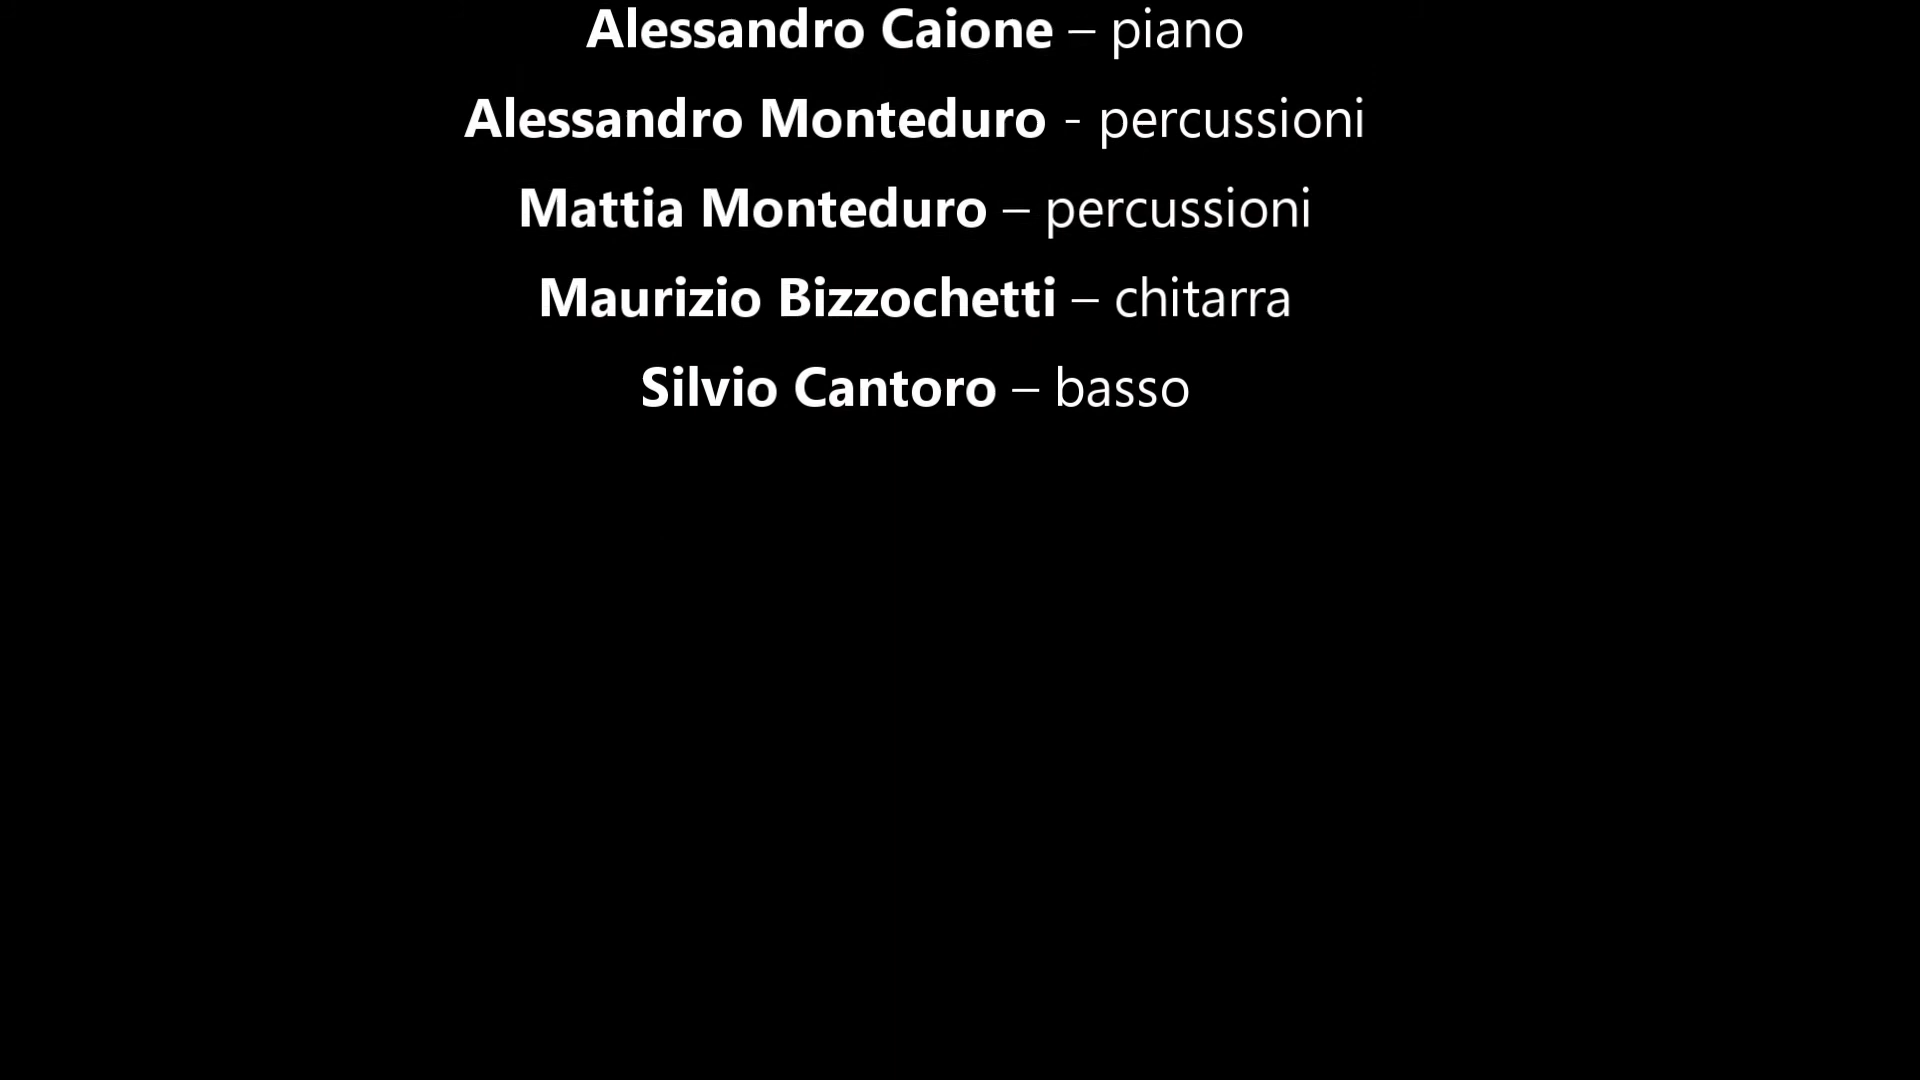 Alessandro Caione – piano
Alessandro Monteduro - percussioni
Mattia Monteduro – percussioni
Maurizio Bizzochetti – chitarra
Silvio Cantoro – basso